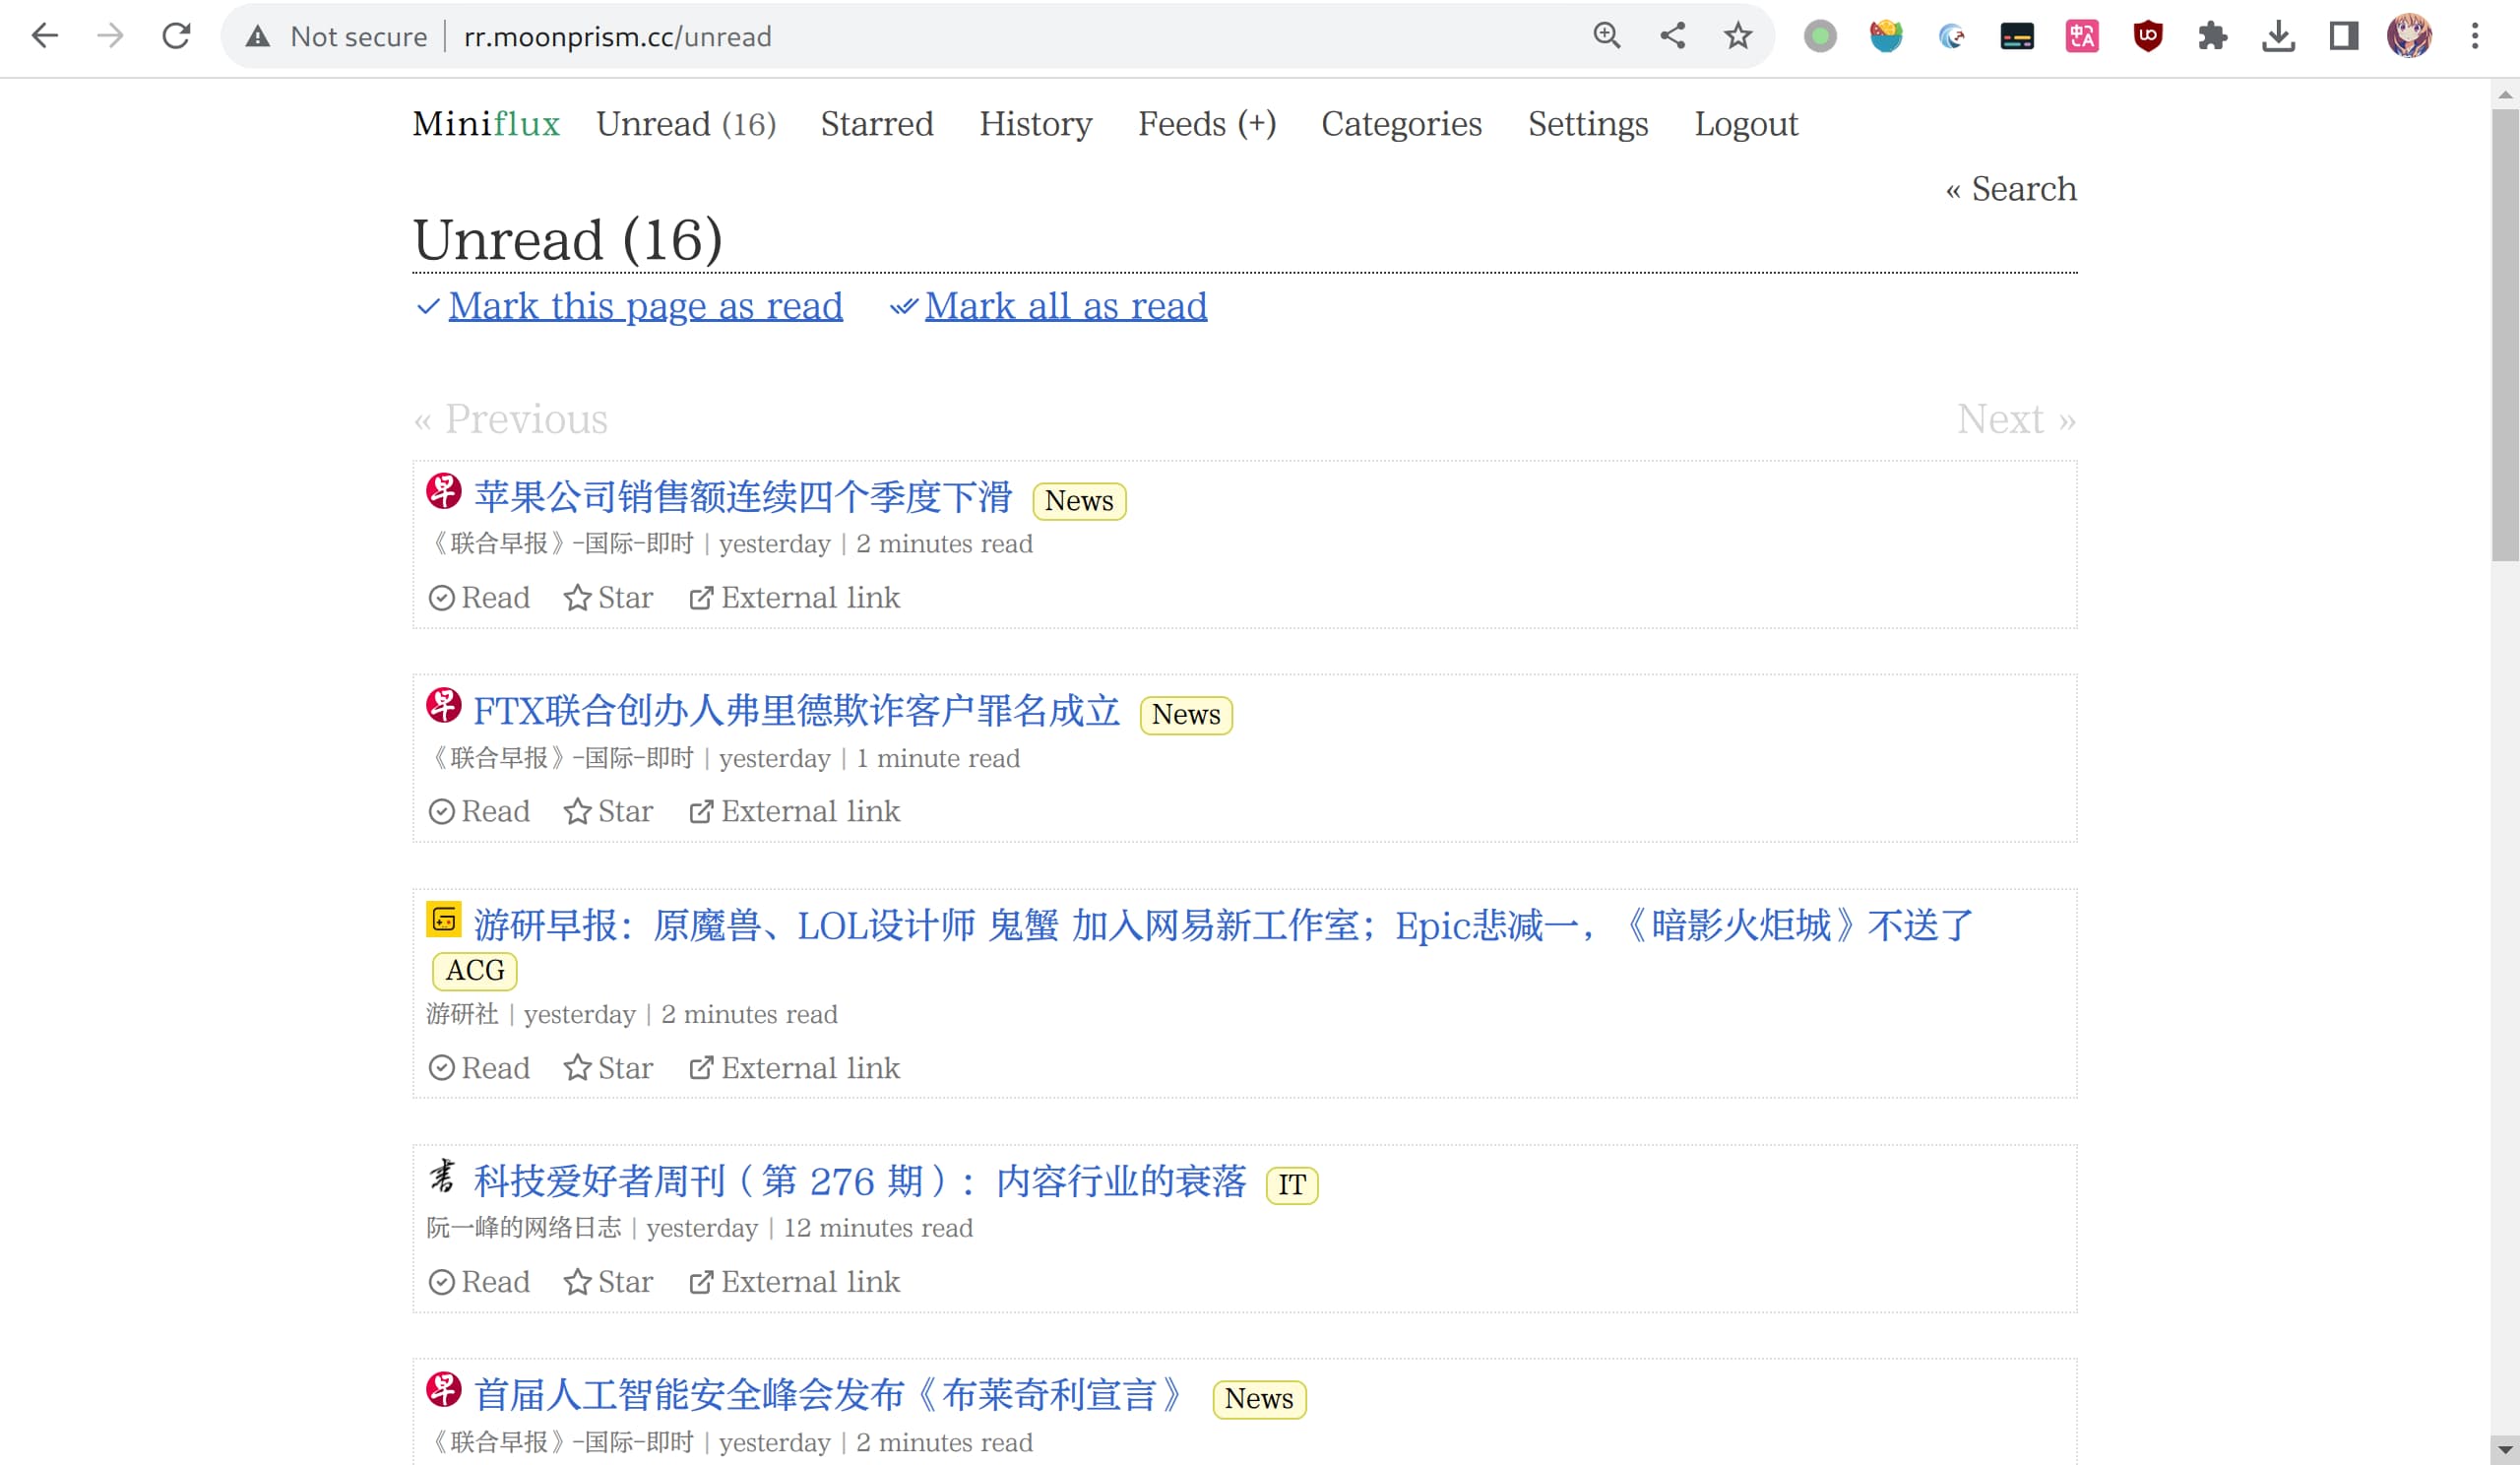 Not secure rr.moonprism.cc/unread
Miniflux Unread (16) Starred History Feeds (+) Categories Settings Logout
« Search
Unread (16)
Mark this page as read Mark all as read
« Previous Next »
苹果公司销售额连续四个季度下滑 News
《联合早报》-国际-即时 | yesterday | 2 minutes read
Read Star External link
FTX联合创办人弗里德欺诈客户罪名成立 News
《联合早报》-国际-即时 | yesterday | 1 minute read
Read Star External link
游研早报：原魔兽、LOL设计师 鬼蟹 加入网易新工作室；Epic悲减一，《暗影火炬城》不送了
ACG
游研社 | yesterday | 2 minutes read
Read Star External link
科技爱好者周刊（第 276 期）：内容行业的衰落 IT
阮一峰的网络日志 | yesterday | 12 minutes read
Read Star External link
首届人工智能安全峰会发布《布莱奇利宣言》 News
《联合早报》-国际-即时 | yesterday | 2 minutes read